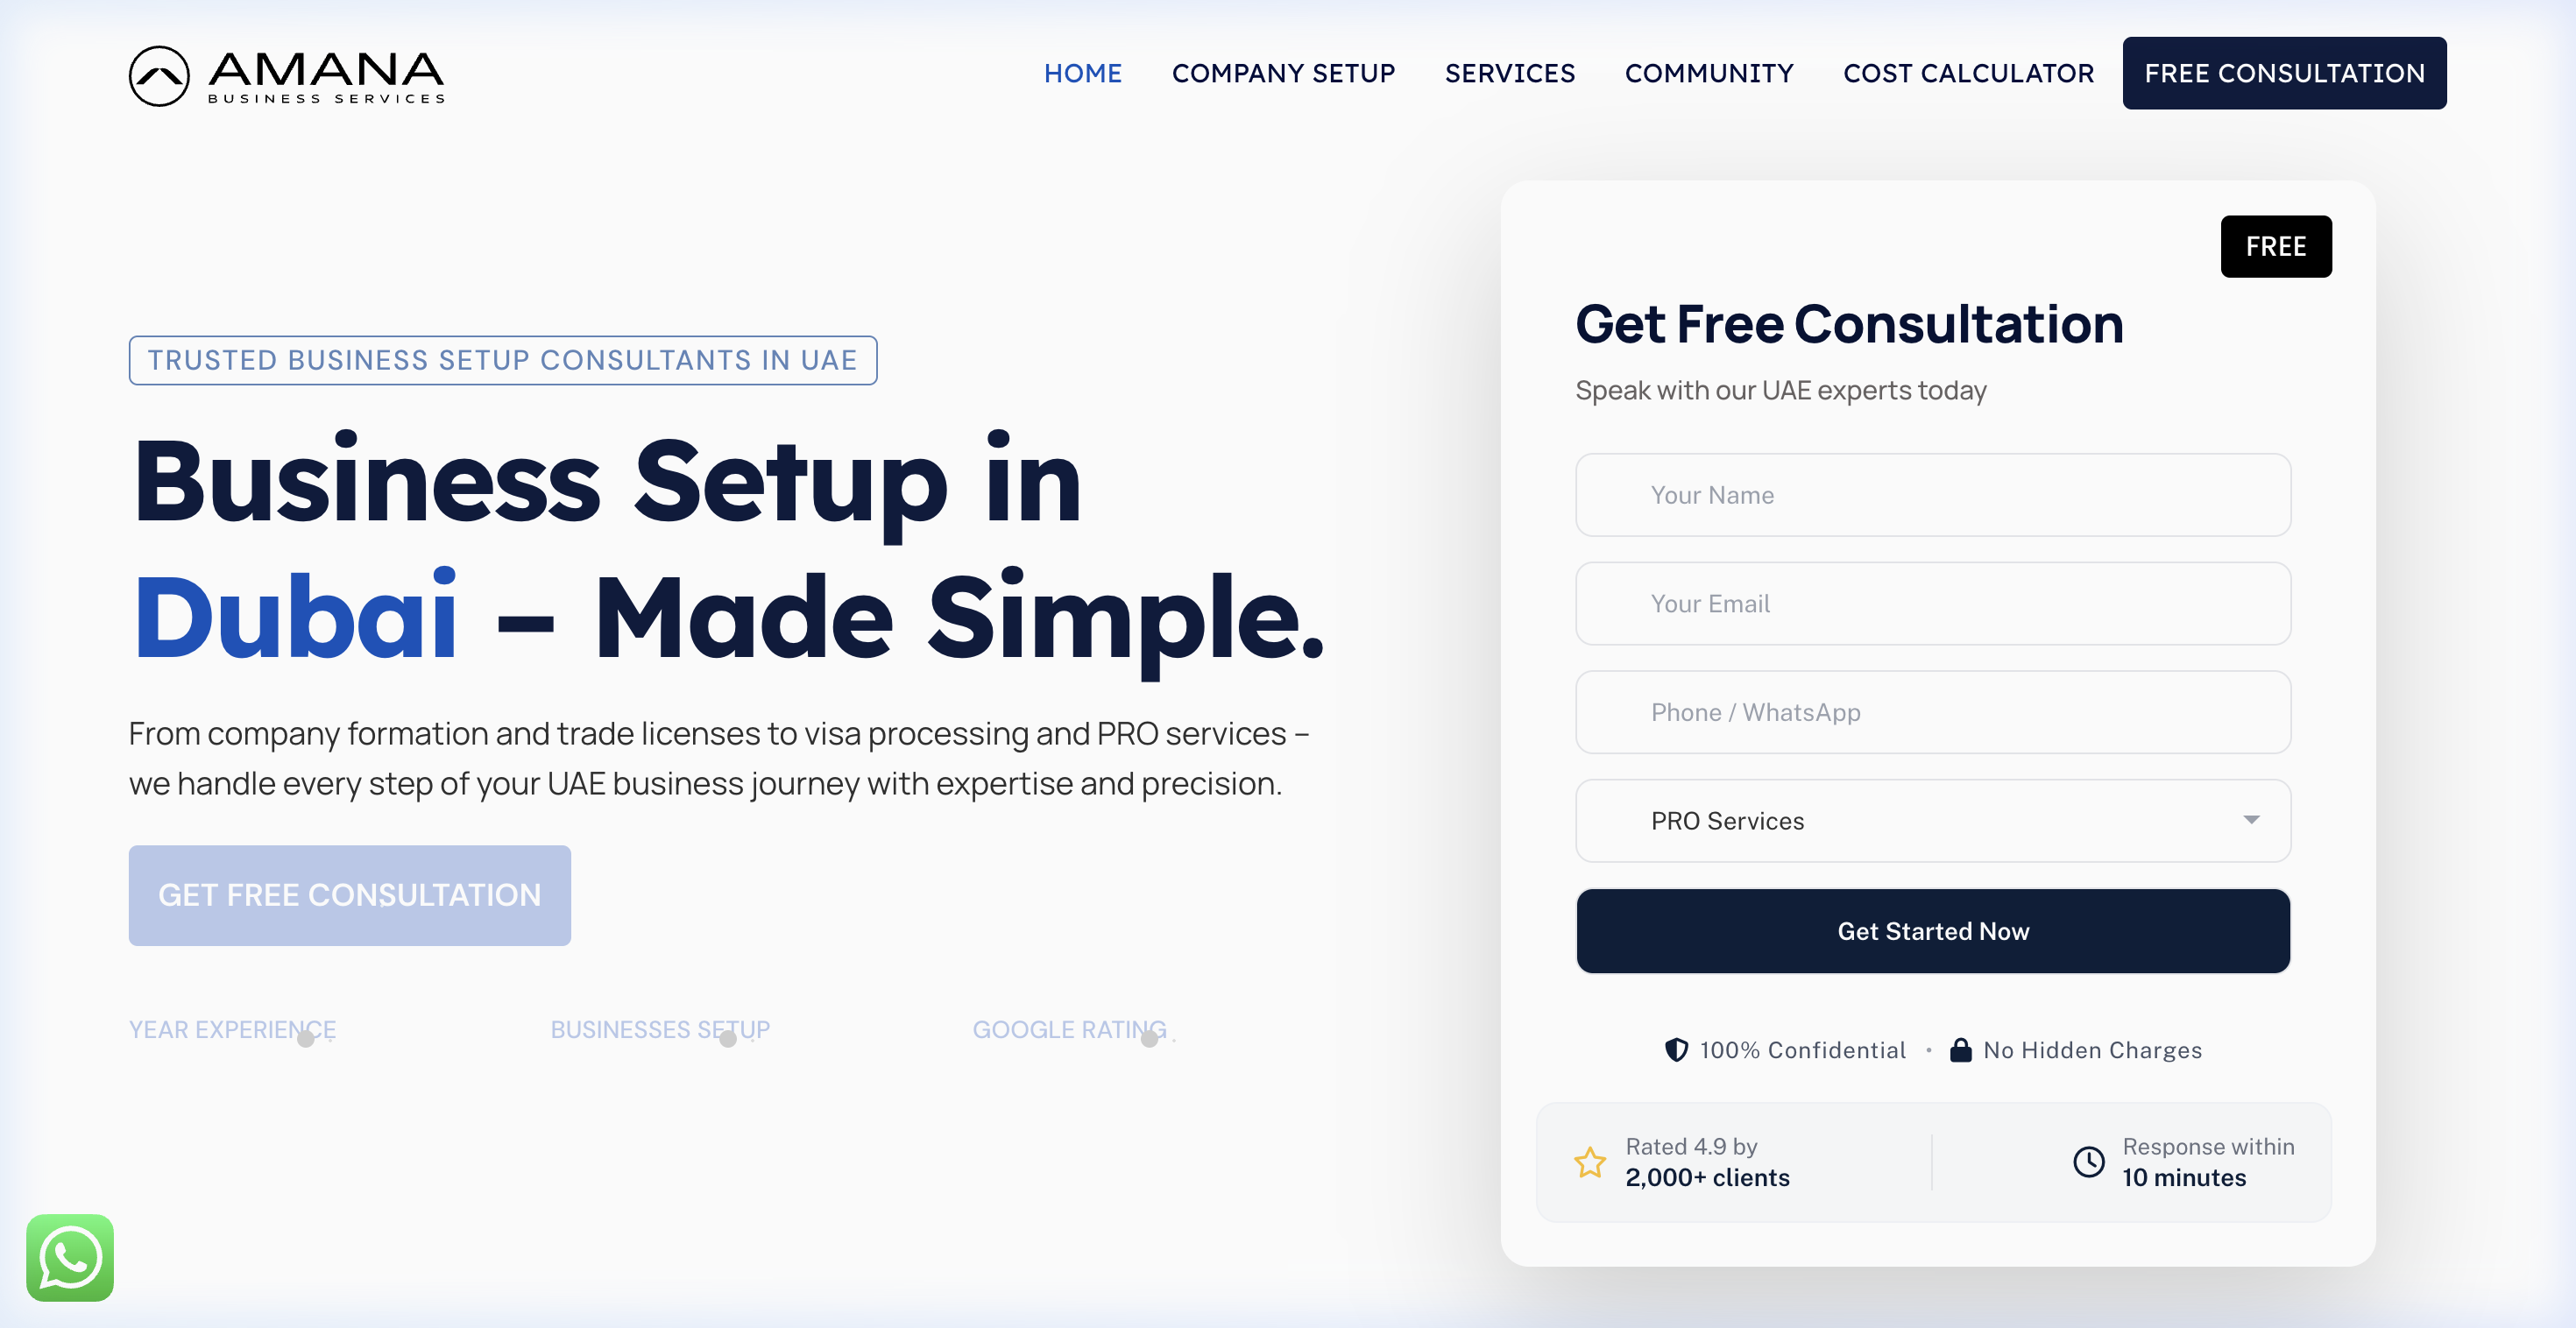 AMANA
BUSINESS SERVICES
HOME
COMPANY SETUP
SERVICES
COMMUNITY
COST CALCULATOR
FREE CONSULTATION
TRUSTED BUSINESS SETUP CONSULTANTS IN UAE
Business Setup in
Dubai – Made Simple.
From company formation and trade licenses to visa processing and PRO services –
we handle every step of your UAE business journey with expertise and precision.
GET FREE CONSULTATION
YEAR EXPERIENCE
BUSINESSES SETUP
GOOGLE RATING
FREE
Get Free Consultation
Speak with our UAE experts today
Your Name
Your Email
Phone / WhatsApp
PRO Services
Get Started Now
100% Confidential • No Hidden Charges
Rated 4.9 by
2,000+ clients
Response within
10 minutes